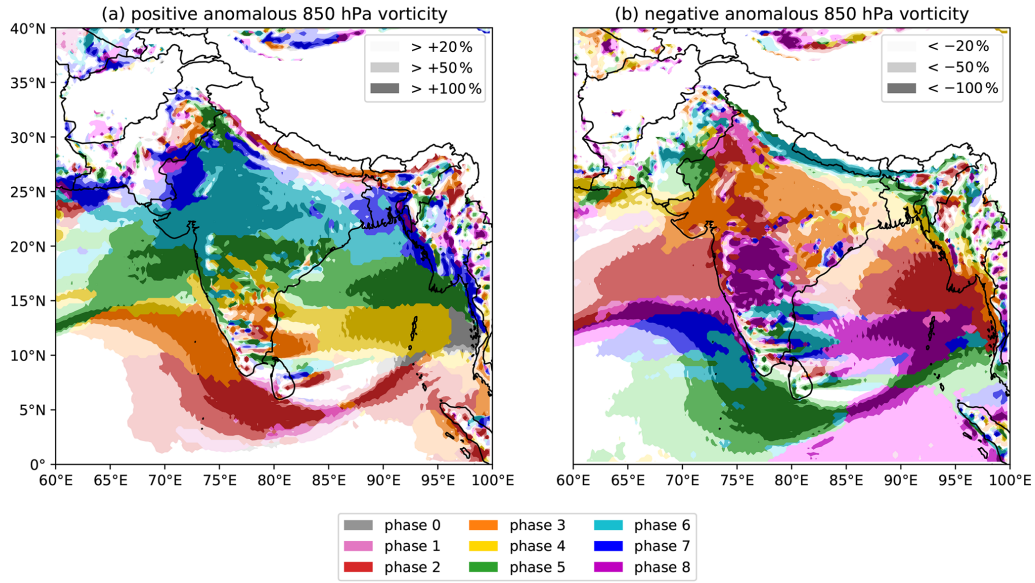 (a) positive anomalous 850 hPa vorticity
(b) negative anomalous 850 hPa vorticity
40°N
35°N
30°N
25°N
20°N
15°N
10°N
5°N
0°
> +20 %
> +50 %
> +100 %
< −20 %
< −50 %
< −100 %
60°E 65°E 70°E 75°E 80°E 85°E 90°E 95°E 100°E
60°E 65°E 70°E 75°E 80°E 85°E 90°E 95°E 100°E
phase 0 phase 3 phase 6
phase 1 phase 4 phase 7
phase 2 phase 5 phase 8